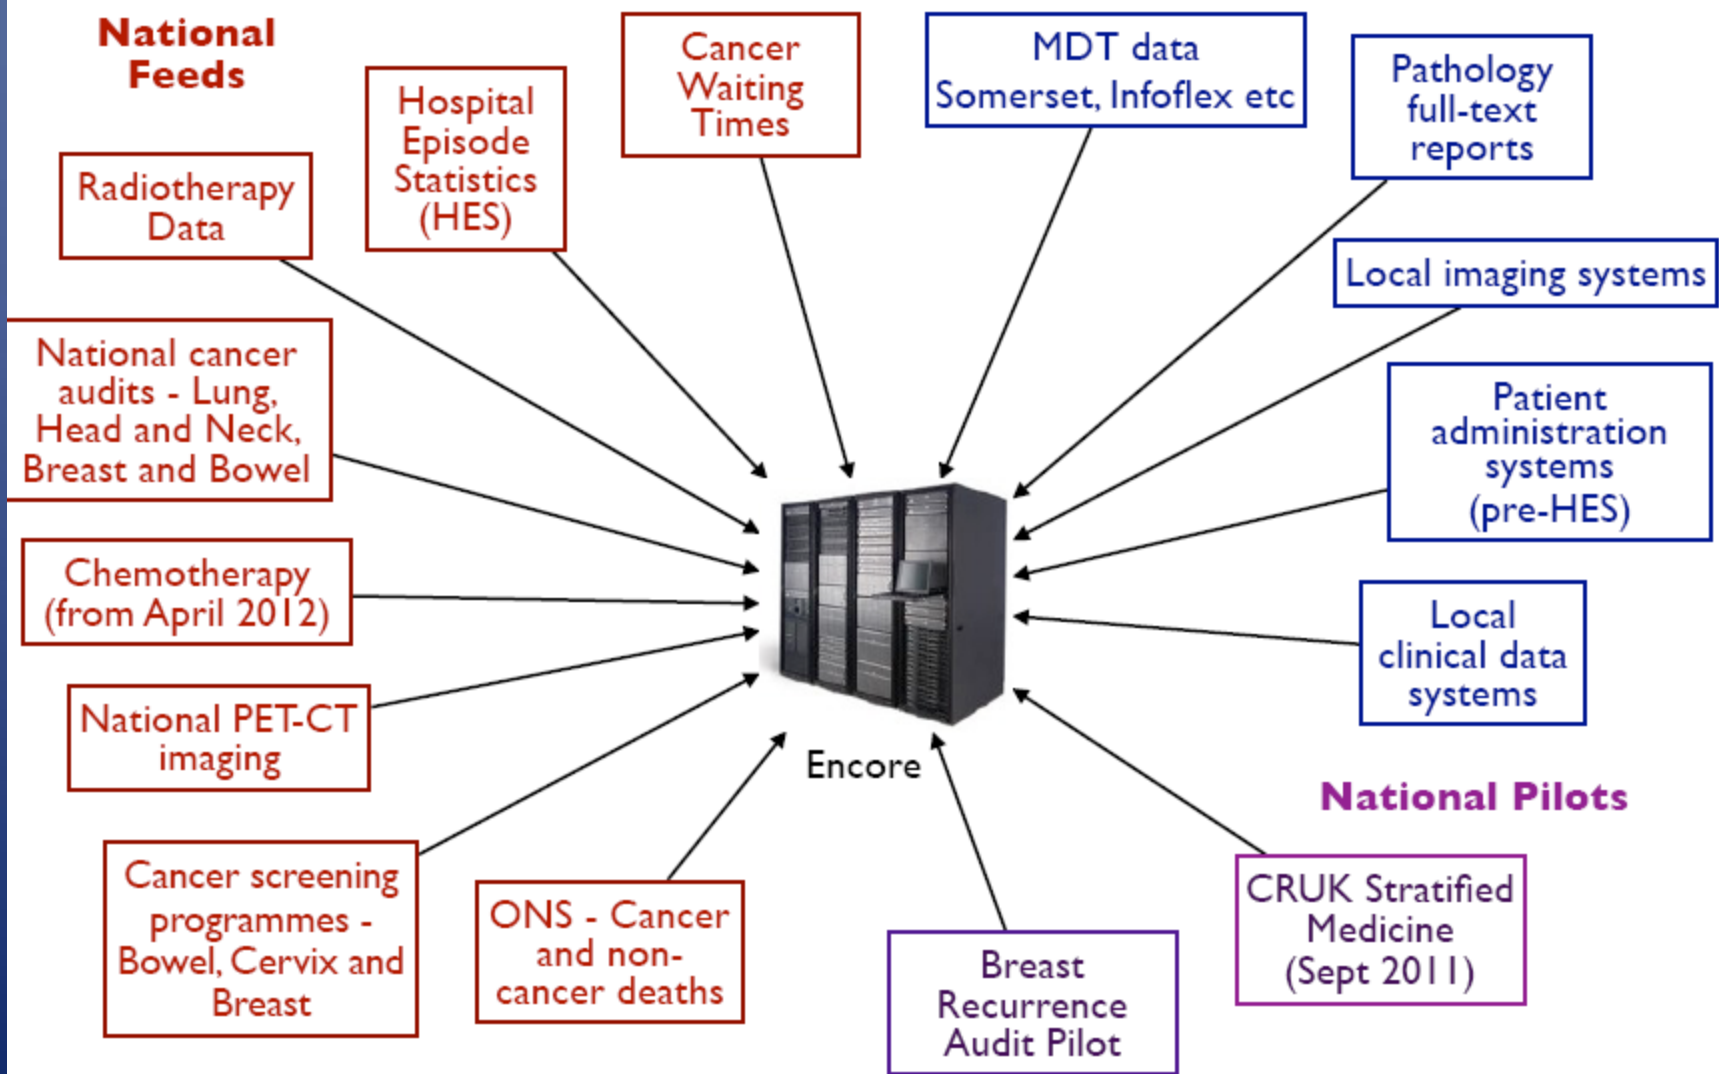 National
Feeds
Radiotherapy
Data
Hospital
Episode
Statistics
(HES)
Cancer
Waiting
Times
MDT data
Somerset, Infoflex etc
Pathology
full-text
reports
Local imaging systems
National cancer
audits - Lung,
Head and Neck,
Breast and Bowel
Patient
administration
systems
(pre-HES)
Chemotherapy
(from April 2012)
Local
clinical data
systems
National PET-CT
imaging
Encore
National Pilots
Cancer screening
programmes -
Bowel, Cervix and
Breast
ONS - Cancer
and non-
cancer deaths
Breast
Recurrence
Audit Pilot
CRUK Stratified
Medicine
(Sept 2011)